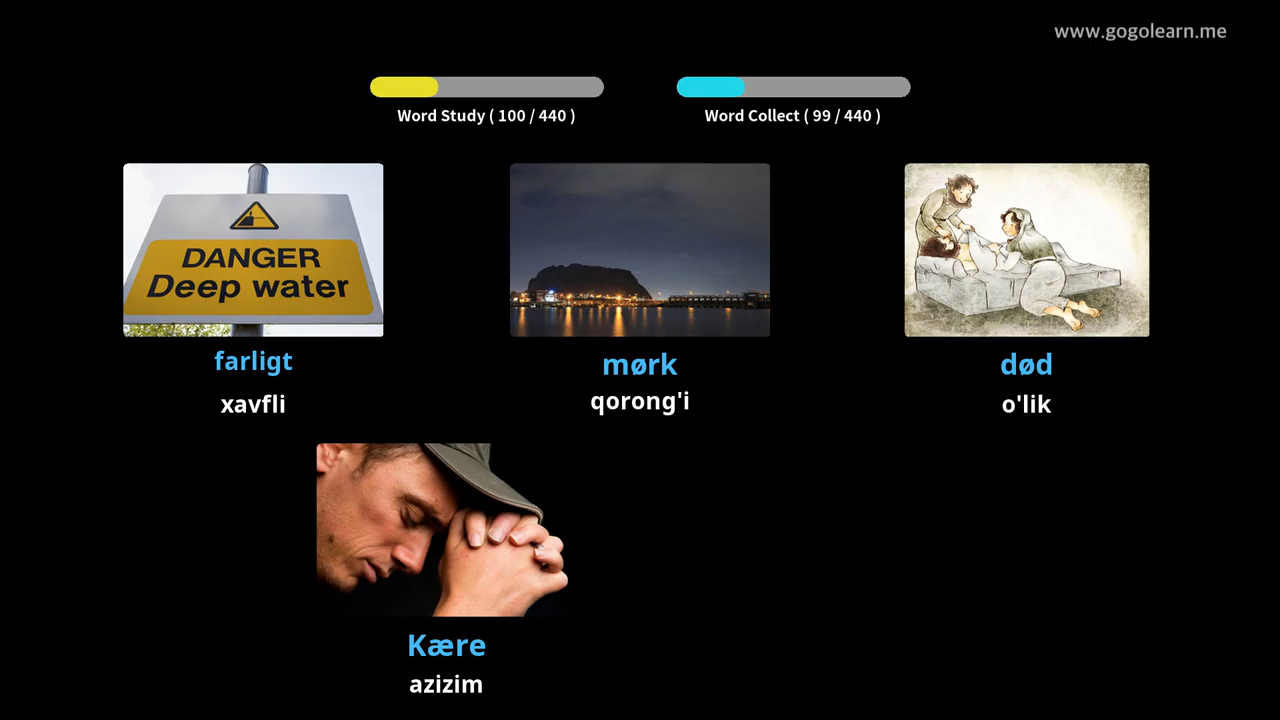 www.gogolearn.me
Word Study ( 100 / 440 )
Word Collect ( 99 / 440 )
DANGER
Deep water
farligt
mørk
død
xavfli
qorong'i
o'lik
Kære
azizim